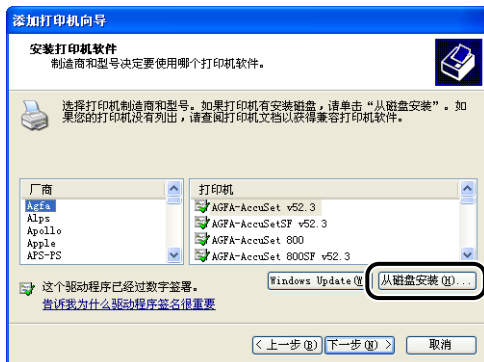 添加打印机向导
安装打印机软件
制造商和型号决定要使用哪个打印机软件。
选择打印机制造商和型号。如果打印机有安装磁盘，请单击“从磁盘安装”。如
果您的打印机没有列出，请查阅打印机文档以获得兼容打印机软件。
厂商
打印机
Agfa
Alps
Apollo
Apple
APS-PS
AGFA-AccuSet v52.3
AGFA-AccuSetSF v52.3
AGFA-AccuSet 800
AGFA-AccuSet 800SF v52.3
这个驱动程序已经过数字签署。
告诉我为什么驱动程序签名很重要
Windows Update(W
从磁盘安装(H)...
< 上一步(B)
下一步(N) >
取消